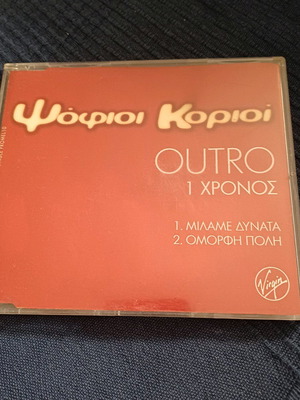 Ψόφιοι Κοριοί
OUTRO
1 ΧΡΟΝΟΣ
1. ΜΙΛΑΜΕ ΔΥΝΑΤΑ
2. ΟΜΟΡΦΗ ΠΟΛΗ
Virgin